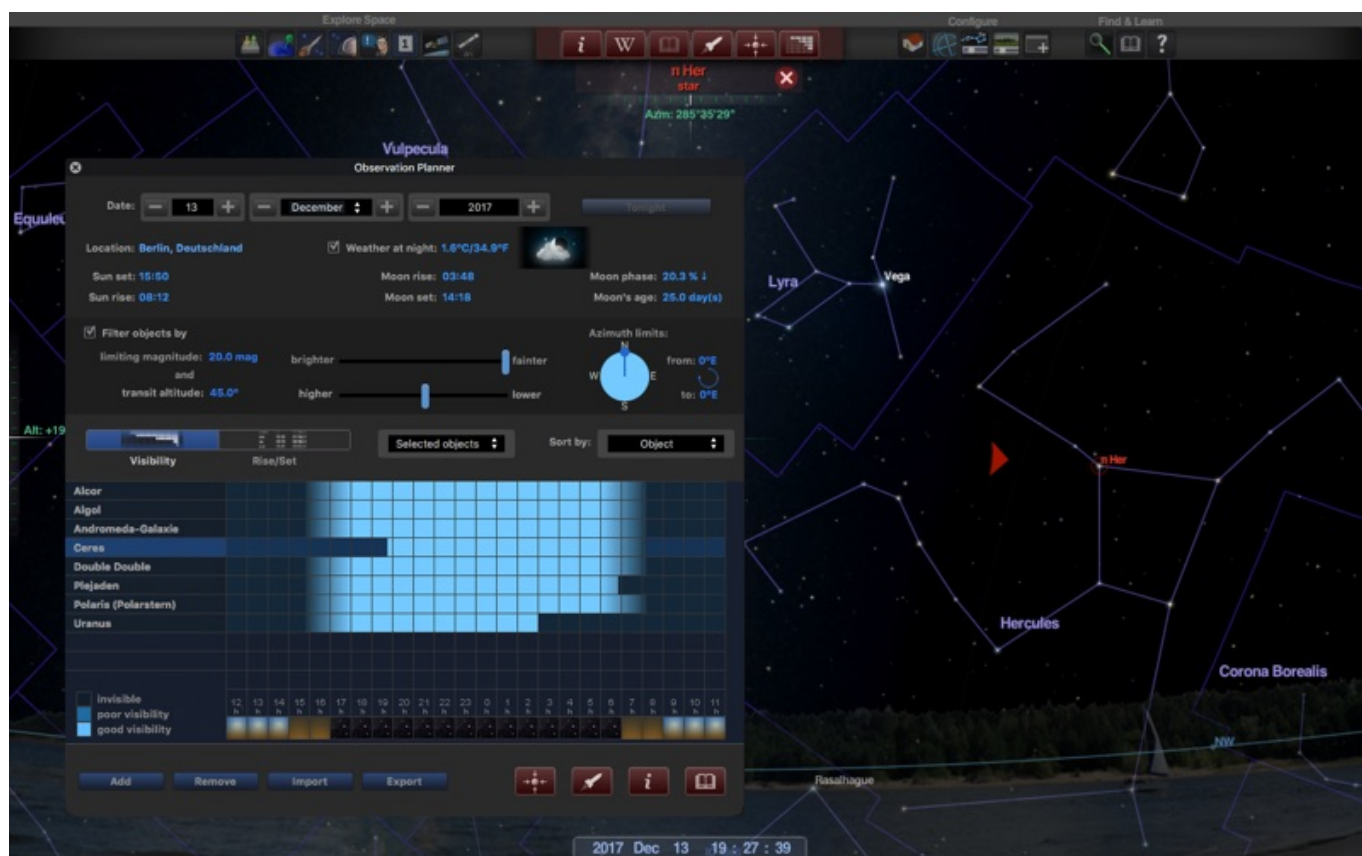 Explore Space
Configure
Find & Learn
i W 1 ?
n Her
star
Azm: 285°35'29"
Vulpecula
Observation Planner
Date: − 13 + − December + − 2017 + Tonight
Equuleu
Location: Berlin, Deutschland
Weather at night: 1.6°C/34.9°F
Sun set: 15:50
Moon rise: 03:48
Moon phase: 20.3 % ↓
Sun rise: 08:12
Moon set: 14:18
Moon's age: 25.0 day(s)
Lyra
Vega
Filter objects by
Azimuth limits:
limiting magnitude: 20.0 mag
brighter
fainter
N
W E
S
from: 0°E
and
transit altitude: 45.0°
higher
lower
to: 0°E
Alt: +19
Visibility
Rise/Set
Selected objects
Sort by: Object
n Her
Alcor
Algol
Andromeda-Galaxie
Ceres
Double Double
Plejaden
Polaris (Polarstern)
Uranus
Hercules
Corona Borealis
invisible
poor visibility
good visibility
12 13 14 15 16 17 18 19 20 21 22 23 0 1 2 3 4 5 6 7 8 9 10 11
h h h h h h h h h h h h h h h h h h h h h h h h
NW
Add
Remove
Import
Export
i
Rasalhague
2017 Dec 13 19 : 27 : 39